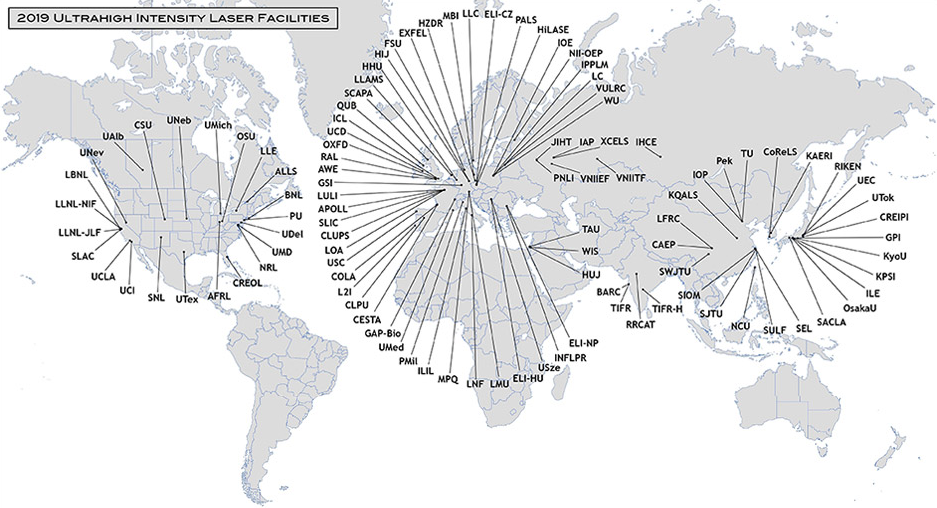 2019 Ultrahigh Intensity Laser Facilities
UAlb
CSU
UNeb
UMich
OSU
LLE
ALLS
BNL
PU
UDel
UMD
NRL
CREOL
AFRL
UTex
SNL
UCI
UCLA
SLAC
LLNL-JLF
LLNL-NIF
LBNL
UNev
LLC
MBI
HZDR
EXFEL
FSU
HIJ
HHU
LLAMS
SCAPA
QUB
ICL
UCD
OXFD
RAL
AWE
GSI
LULI
APOLL
SLIC
CLUPS
LOA
USC
COLA
L2I
CLPU
CESTA
GAP-Bio
UMed
PMil
ILIL
MPQ
LNF
LMU
ELI-HU
USze
INFLPR
ELI-NP
HUJ
WIS
TAU
ELI-CZ
PALS
HiLASE
IOE
NII-OEP
IPPLM
LC
VULRC
WU
JIHT
IAP
XCELS
IHCE
PNLI
VNIIEF
VNIITF
BARC
TIFR
RRCAT
TIFR-H
KQALS
IOP
Pek
TU
CoReLS
KAERI
RIKEN
UEC
UTok
CREIPI
GPI
KyoU
KPSI
ILE
OsakaU
SACLA
SEL
SULF
NCU
SJTU
SIOM
SWJTU
CAEP
LFRC